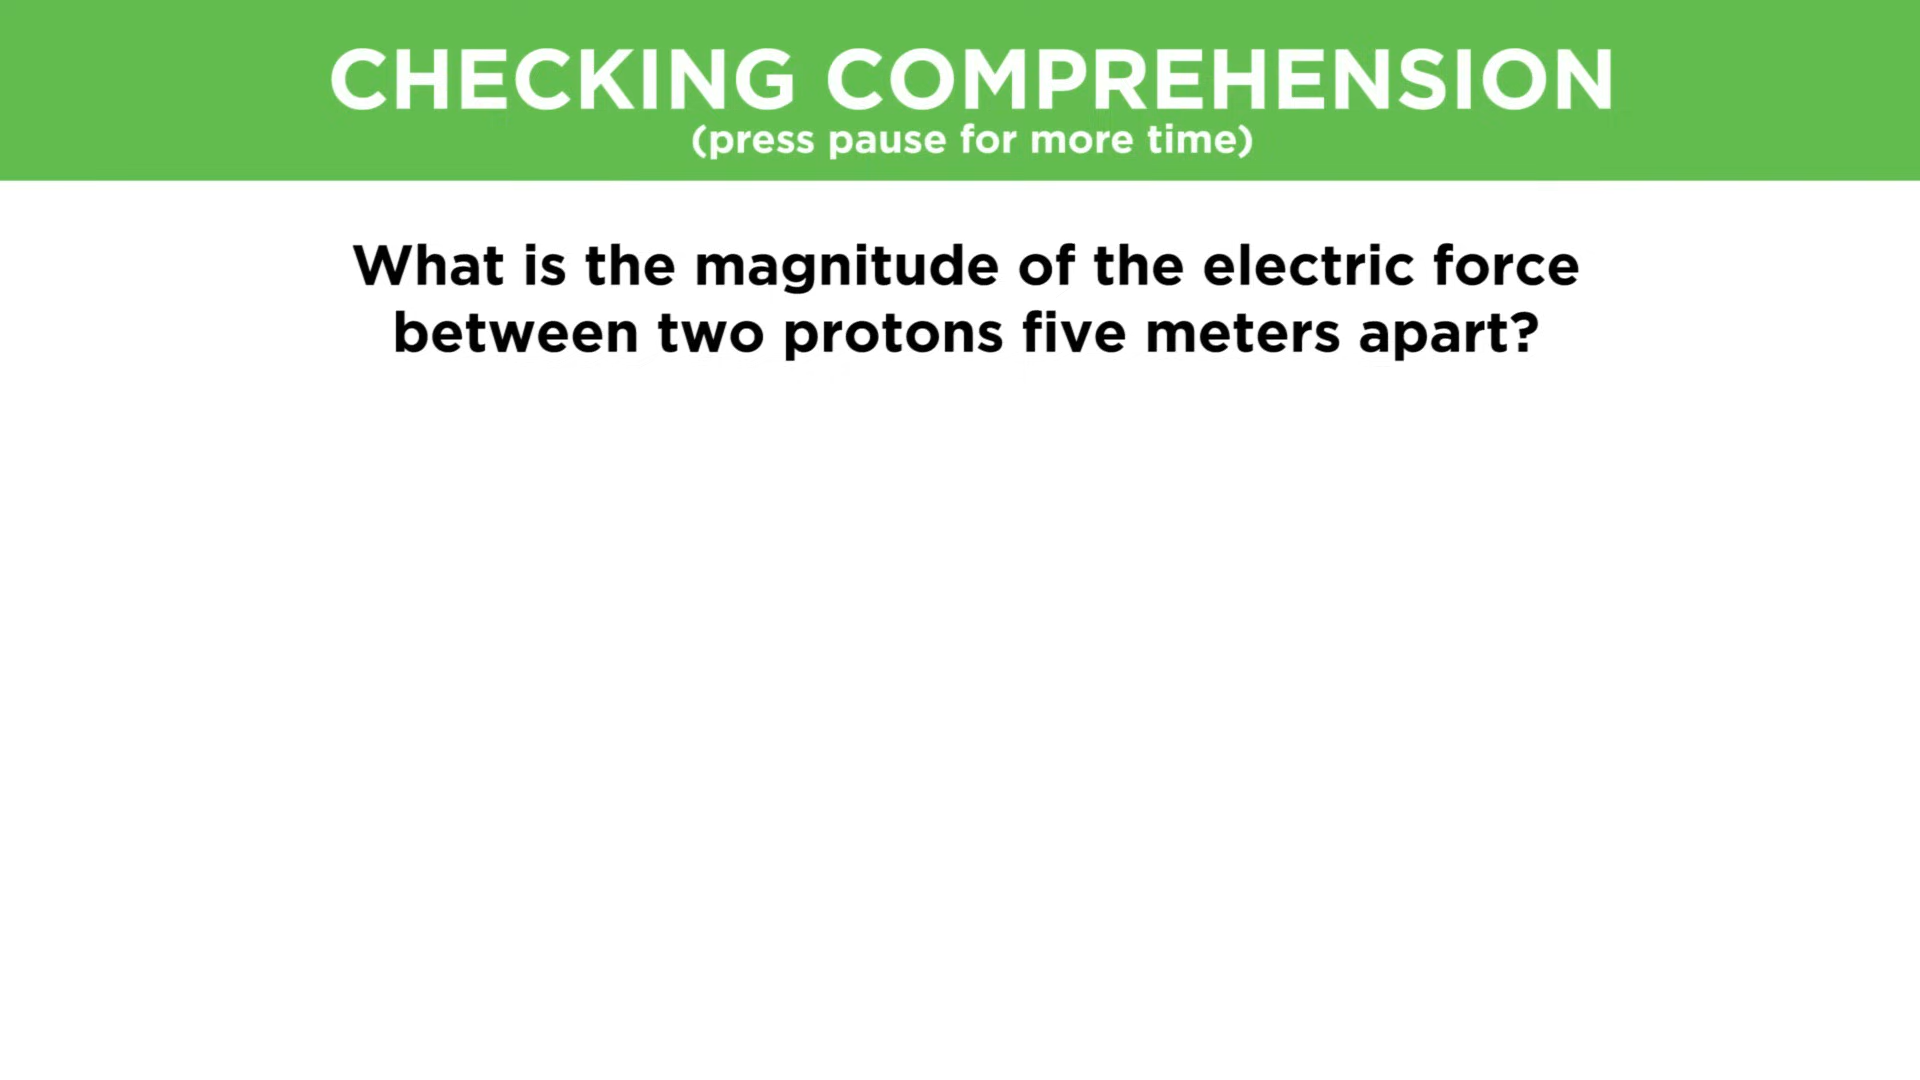 CHECKING COMPREHENSION
(press pause for more time)
What is the magnitude of the electric force
between two protons five meters apart?